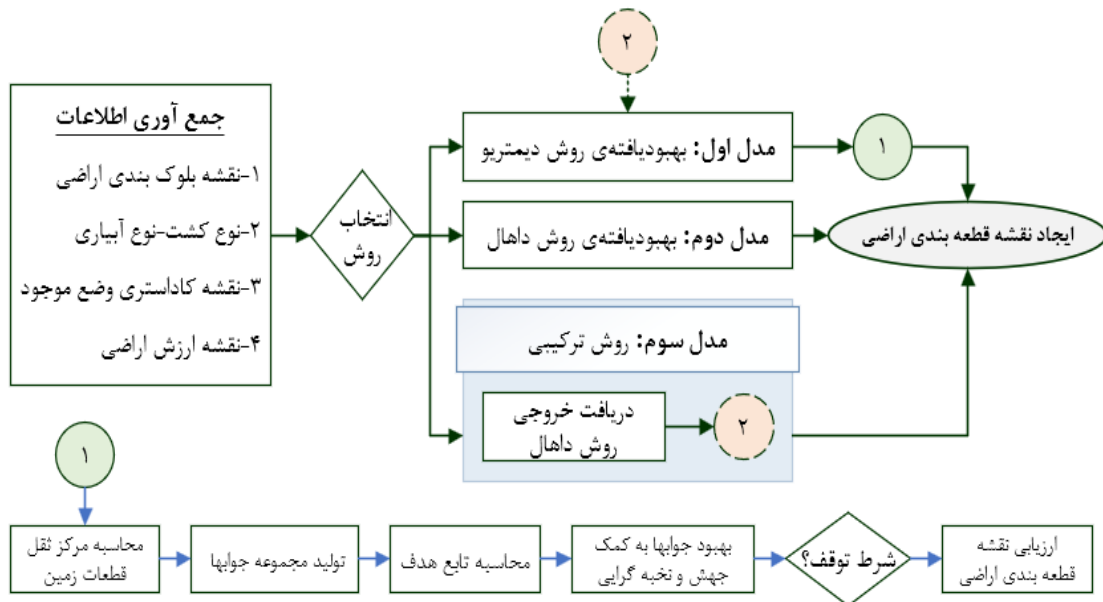 ۲
جمع آوری اطلاعات
۱-نقشه بلوک بندی اراضی
۲-نوع کشت-نوع آبیاری
۳-نقشه کاداستری وضع موجود
۴-نقشه ارزش اراضی
انتخاب
روش
مدل اول: بهبودیافته‌ی روش دیمتریو
۱
مدل دوم: بهبودیافته‌ی روش داهال
ایجاد نقشه قطعه بندی اراضی
مدل سوم: روش ترکیبی
دریافت خروجی
روش داهال
۲
۱
محاسبه مرکز ثقل
قطعات زمین
تولید مجموعه جوابها
محاسبه تابع هدف
بهبود جوابها به کمک
جهش و نخبه گرایی
شرط توقف؟
ارزیابی نقشه
قطعه بندی اراضی